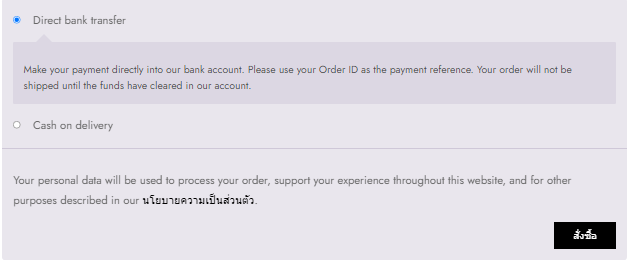 Direct bank transfer
Make your payment directly into our bank account. Please use your Order ID as the payment reference. Your order will not be
shipped until the funds have cleared in our account.
Cash on delivery
Your personal data will be used to process your order, support your experience throughout this website, and for other
purposes described in our นโยบายความเป็นส่วนตัว.
สั่งซื้อ